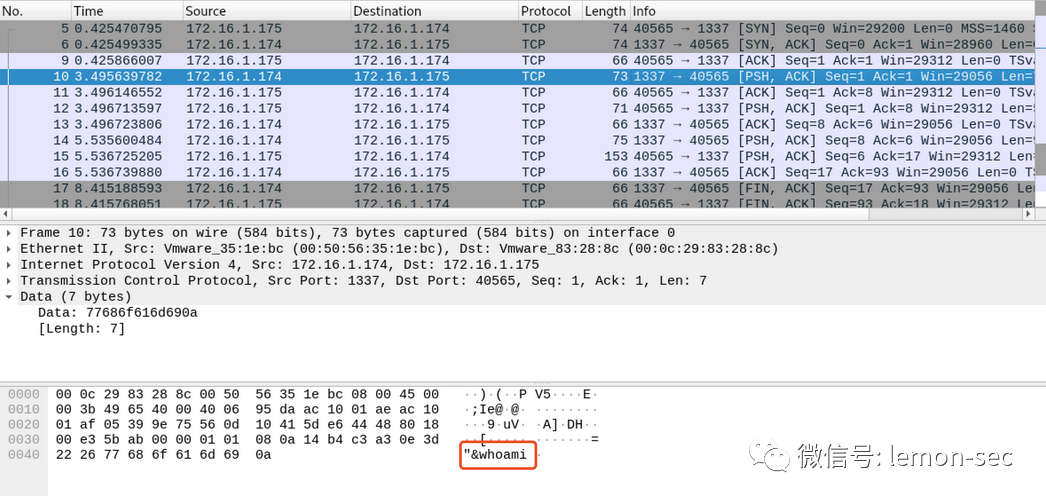 No. Time Source Destination Protocol Length Info
5 0.425470795 172.16.1.175 172.16.1.174 TCP 74 40565 → 1337 [SYN] Seq=0 Win=29200 Len=0 MSS=1460
6 0.425499335 172.16.1.174 172.16.1.175 TCP 74 1337 → 40565 [SYN, ACK] Seq=0 Ack=1 Win=28960 Len=
9 0.425866007 172.16.1.175 172.16.1.174 TCP 66 40565 → 1337 [ACK] Seq=1 Ack=1 Win=29312 Len=0 TSv
10 3.495639782 172.16.1.174 172.16.1.175 TCP 73 1337 → 40565 [PSH, ACK] Seq=1 Ack=1 Win=29056 Len=
11 3.496146552 172.16.1.175 172.16.1.174 TCP 66 40565 → 1337 [ACK] Seq=1 Ack=8 Win=29312 Len=0 TSv
12 3.496713597 172.16.1.175 172.16.1.174 TCP 71 40565 → 1337 [PSH, ACK] Seq=1 Ack=8 Win=29312 Len=
13 3.496723806 172.16.1.174 172.16.1.175 TCP 66 1337 → 40565 [ACK] Seq=8 Ack=6 Win=29056 Len=0 TSv
14 5.535600484 172.16.1.174 172.16.1.175 TCP 75 1337 → 40565 [PSH, ACK] Seq=8 Ack=6 Win=29056 Len=
15 5.536725205 172.16.1.175 172.16.1.174 TCP 153 40565 → 1337 [PSH, ACK] Seq=6 Ack=17 Win=29312 Len
16 5.536739880 172.16.1.174 172.16.1.175 TCP 66 1337 → 40565 [ACK] Seq=17 Ack=93 Win=29056 Len=0 T
17 8.415188593 172.16.1.174 172.16.1.175 TCP 66 1337 → 40565 [FIN, ACK] Seq=17 Ack=93 Win=29056 Le
18 8.415768051 172.16.1.175 172.16.1.174 TCP 66 40565 → 1337 [FIN, ACK] Seq=93 Ack=18 Win=29312 Le
Frame 10: 73 bytes on wire (584 bits), 73 bytes captured (584 bits) on interface 0
Ethernet II, Src: Vmware_35:1e:bc (00:50:56:35:1e:bc), Dst: Vmware_83:28:8c (00:0c:29:83:28:8c)
Internet Protocol Version 4, Src: 172.16.1.174, Dst: 172.16.1.175
Transmission Control Protocol, Src Port: 1337, Dst Port: 40565, Seq: 1, Ack: 1, Len: 7
Data (7 bytes)
Data: 77686f616d690a
[Length: 7]
0000 00 0c 29 83 28 8c 00 50 56 35 1e bc 08 00 45 00 ··)·(··P V5····E·
0010 00 3b 49 65 40 00 40 06 95 da ac 10 01 ae ac 10 ·;Ie@·@· ········
0020 01 af 05 39 9e 75 56 0d 10 41 5d e6 44 48 80 18 ···9·uV· ·A]·DH··
0030 00 e3 5b ab 00 00 01 01 08 0a 14 b4 c3 a3 0e 3d ··[····· ·······=
0040 22 26 77 68 6f 61 6d 69 0a "&whoami ·
微信号: lemon-sec